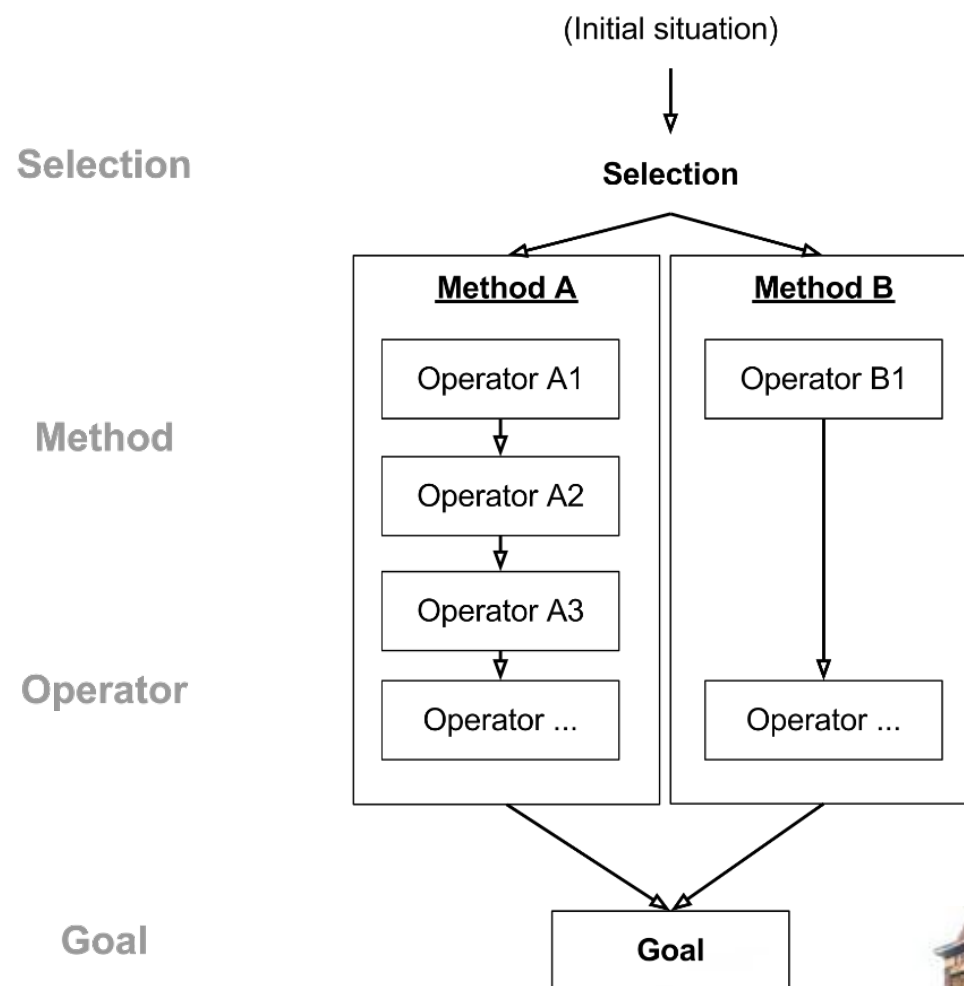 (Initial situation)
Selection
Selection
Method A
Method B
Operator A1
Operator B1
Method
Operator A2
Operator A3
Operator
Operator ...
Operator ...
Goal
Goal